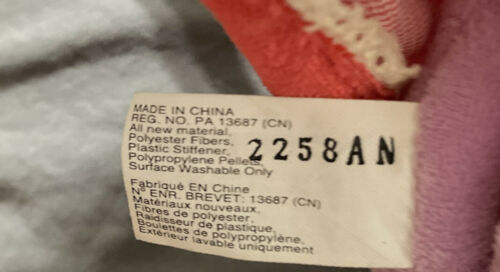 MADE IN CHINA
REG. NO. PA 13687 (CN)
All new material,
Polyester Fibers,
Plastic Stiffener,
Polypropylene Pellets,
Surface Washable Only
2258AN
Fabriqué EN Chine
N° ENR. BREVET: 13687 (CN)
Matériaux nouveaux,
Fibres de polyester,
Raidisseur de plastique,
Boulettes de polypropylène,
Extérieur lavable uniquement